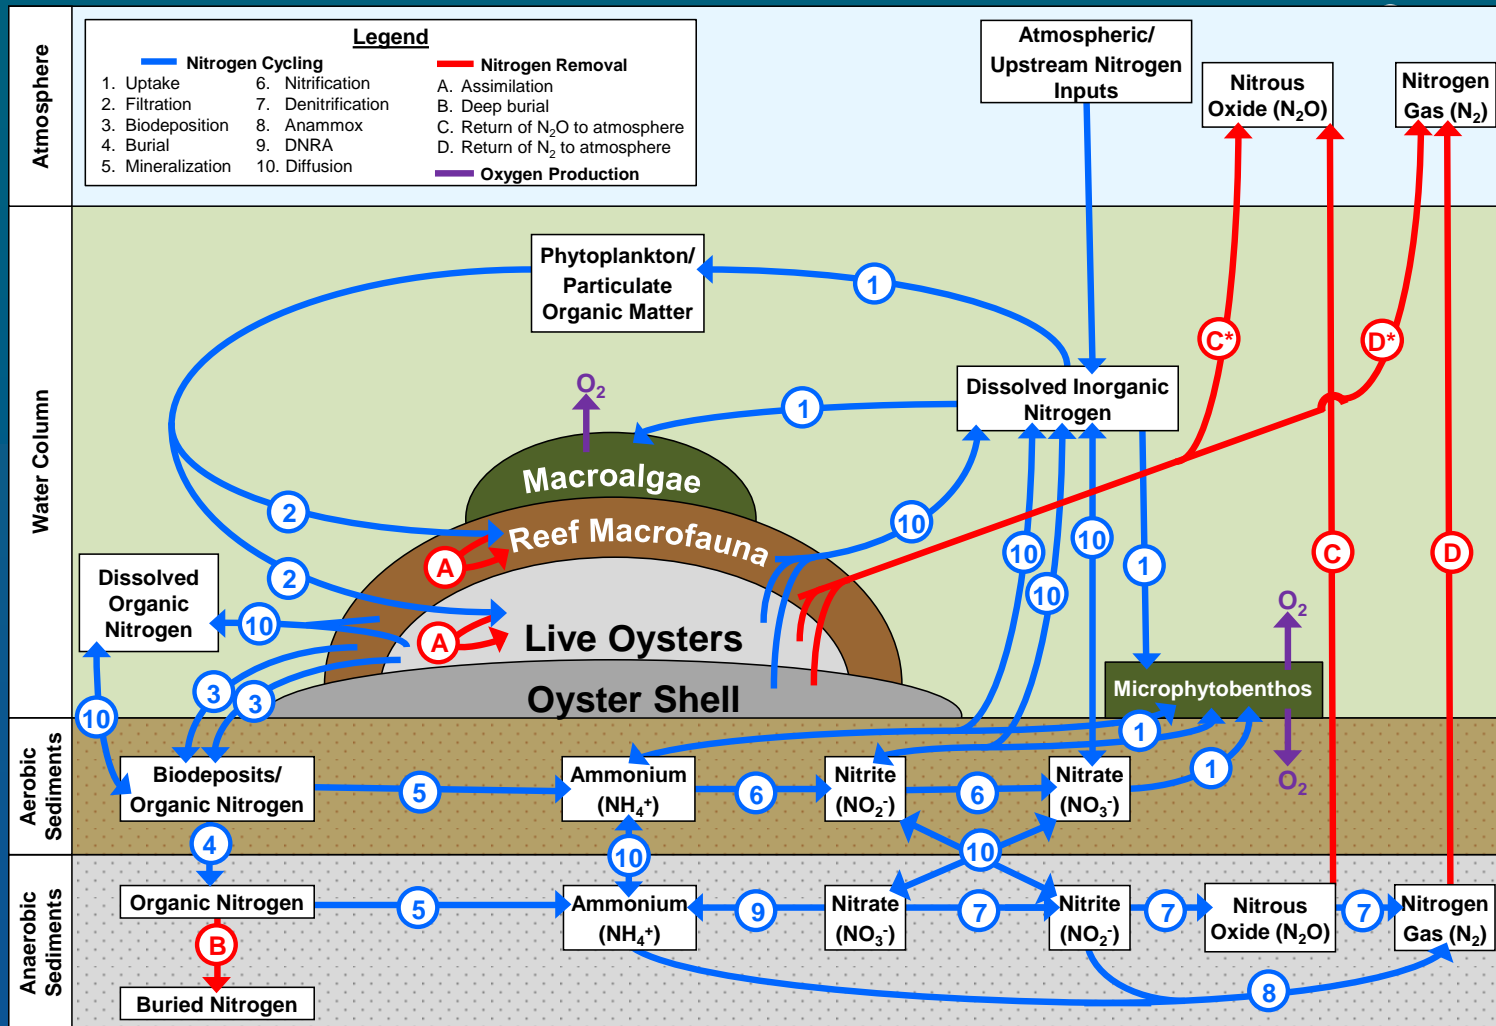 Atmosphere
Legend
Nitrogen Cycling
1. Uptake
2. Filtration
3. Biodeposition
4. Burial
5. Mineralization
6. Nitrification
7. Denitrification
8. Anammox
9. DNRA
10. Diffusion
Nitrogen Removal
A. Assimilation
B. Deep burial
C. Return of N₂O to atmosphere
D. Return of N₂ to atmosphere
Oxygen Production
Atmospheric/
Upstream Nitrogen
Inputs
Nitrous
Oxide (N₂O)
Nitrogen
Gas (N₂)
Water Column
Phytoplankton/
Particulate
Organic Matter
1
C*
D*
O₂
1
Dissolved Inorganic
Nitrogen
Macroalgae
2
Reef Macrofauna
10
10
10
A
C
D
Dissolved
Organic
Nitrogen
2
1
10
10
O₂
A
Live Oysters
3
3
Oyster Shell
Microphytobenthos
10
Aerobic
Sediments
1
Biodeposits/
Organic Nitrogen
5
Ammonium
(NH₄⁺)
6
Nitrite
(NO₂⁻)
6
Nitrate
(NO₃⁻)
1
O₂
4
10
10
Anaerobic
Sediments
Organic Nitrogen
5
Ammonium
(NH₄⁺)
9
Nitrate
(NO₃⁻)
7
Nitrite
(NO₂⁻)
7
Nitrous
Oxide (N₂O)
7
Nitrogen
Gas (N₂)
B
8
Buried Nitrogen